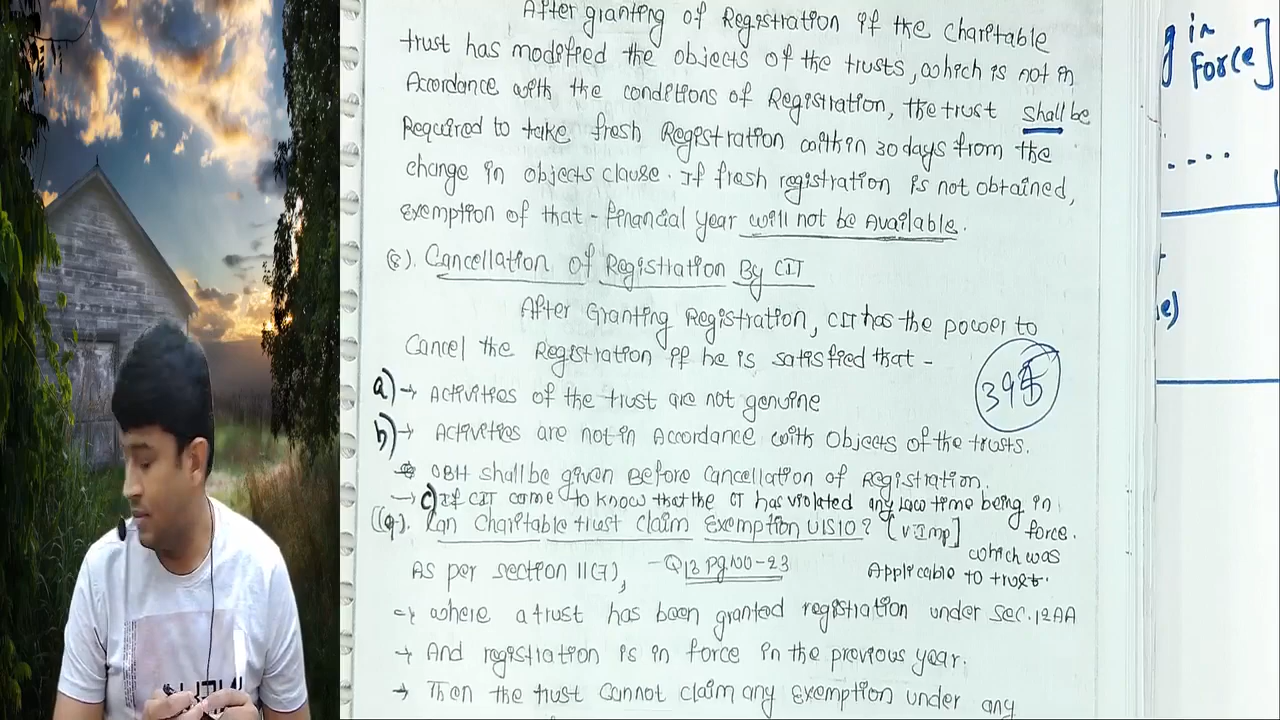 After granting of Registration if the charitable
trust has modified the objects of the trusts, which is not in
Accordance with the conditions of Registration, the trust shall be
Required to take fresh Registration within 30 days from the
change in objects clause. If fresh registration is not obtained,
exemption of that - financial year will not be Available.
(8). Cancellation of Registration By CIT
After Granting Registration, CIT has the power to
Cancel the Registration if he is satisfied that -
395
a) → Activities of the trust are not genuine
b) → Activities are not in Accordance with Objects of the trusts.
OBH shall be given Before Cancellation of Registration.
→ c) If CIT come to know that the CT has violated any Law time being in
force.
which was
Applicable to trust.
(9). Can Charitable trust claim Exemption U/S 10? [V.Imp]
As per section 11(7), - Q13 Pg No - 23
→ where a trust has been granted registration under sec. 12AA
→ And registration is in force in the previous year.
→ Then the trust cannot claim any exemption under any
in
Force]
....